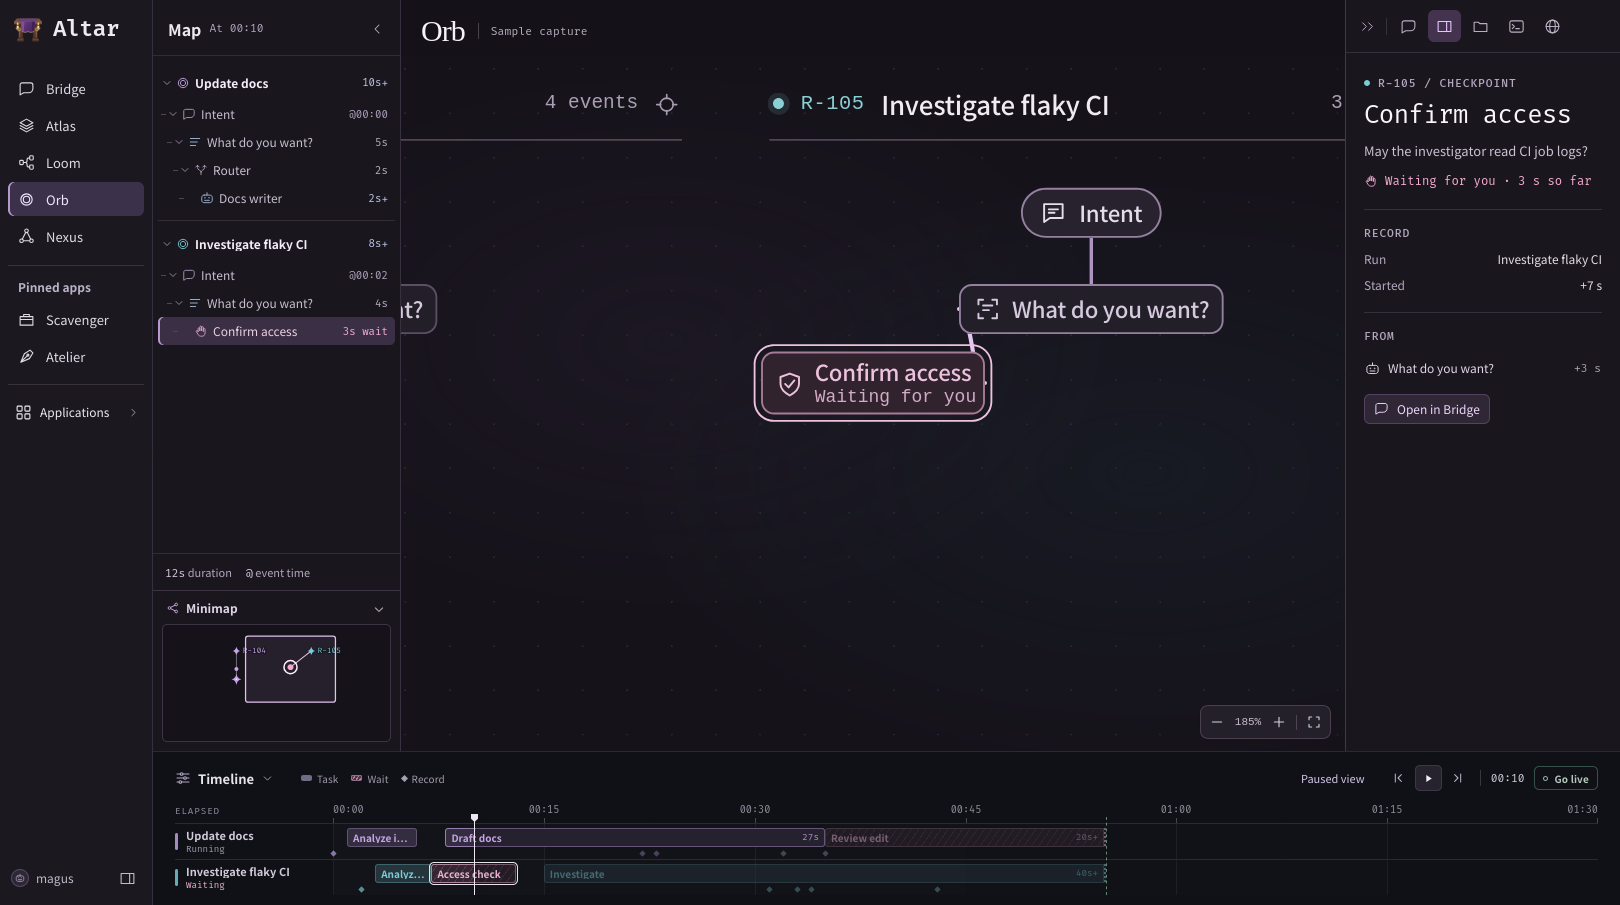 Altar
Bridge
Atlas
Loom
Orb
Nexus
Pinned apps
Scavenger
Atelier
Applications
magus
Map At 00:10
Update docs 10s+
Intent @00:00
What do you want? 5s
Router 2s
Docs writer 2s+
Investigate flaky CI 8s+
Intent @00:02
What do you want? 4s
Confirm access 3s wait
12s duration @ event time
Minimap
R-104 R-105
Orb Sample capture
4 events
R-105 Investigate flaky CI 3
Intent
nt?
What do you want?
Confirm access
Waiting for you
185%
R-105 / CHECKPOINT
Confirm access
May the investigator read CI job logs?
Waiting for you · 3 s so far
RECORD
Run Investigate flaky CI
Started +7 s
FROM
What do you want? +3 s
Open in Bridge
Timeline Task Wait Record
Paused view 00:10 Go live
ELAPSED 00:00 00:15 00:30 00:45 01:00 01:15 01:30
Update docs
Running
Analyze i… Draft docs 27s Review edit 20s+
Investigate flaky CI
Waiting
Analyz… Access check Investigate 40s+